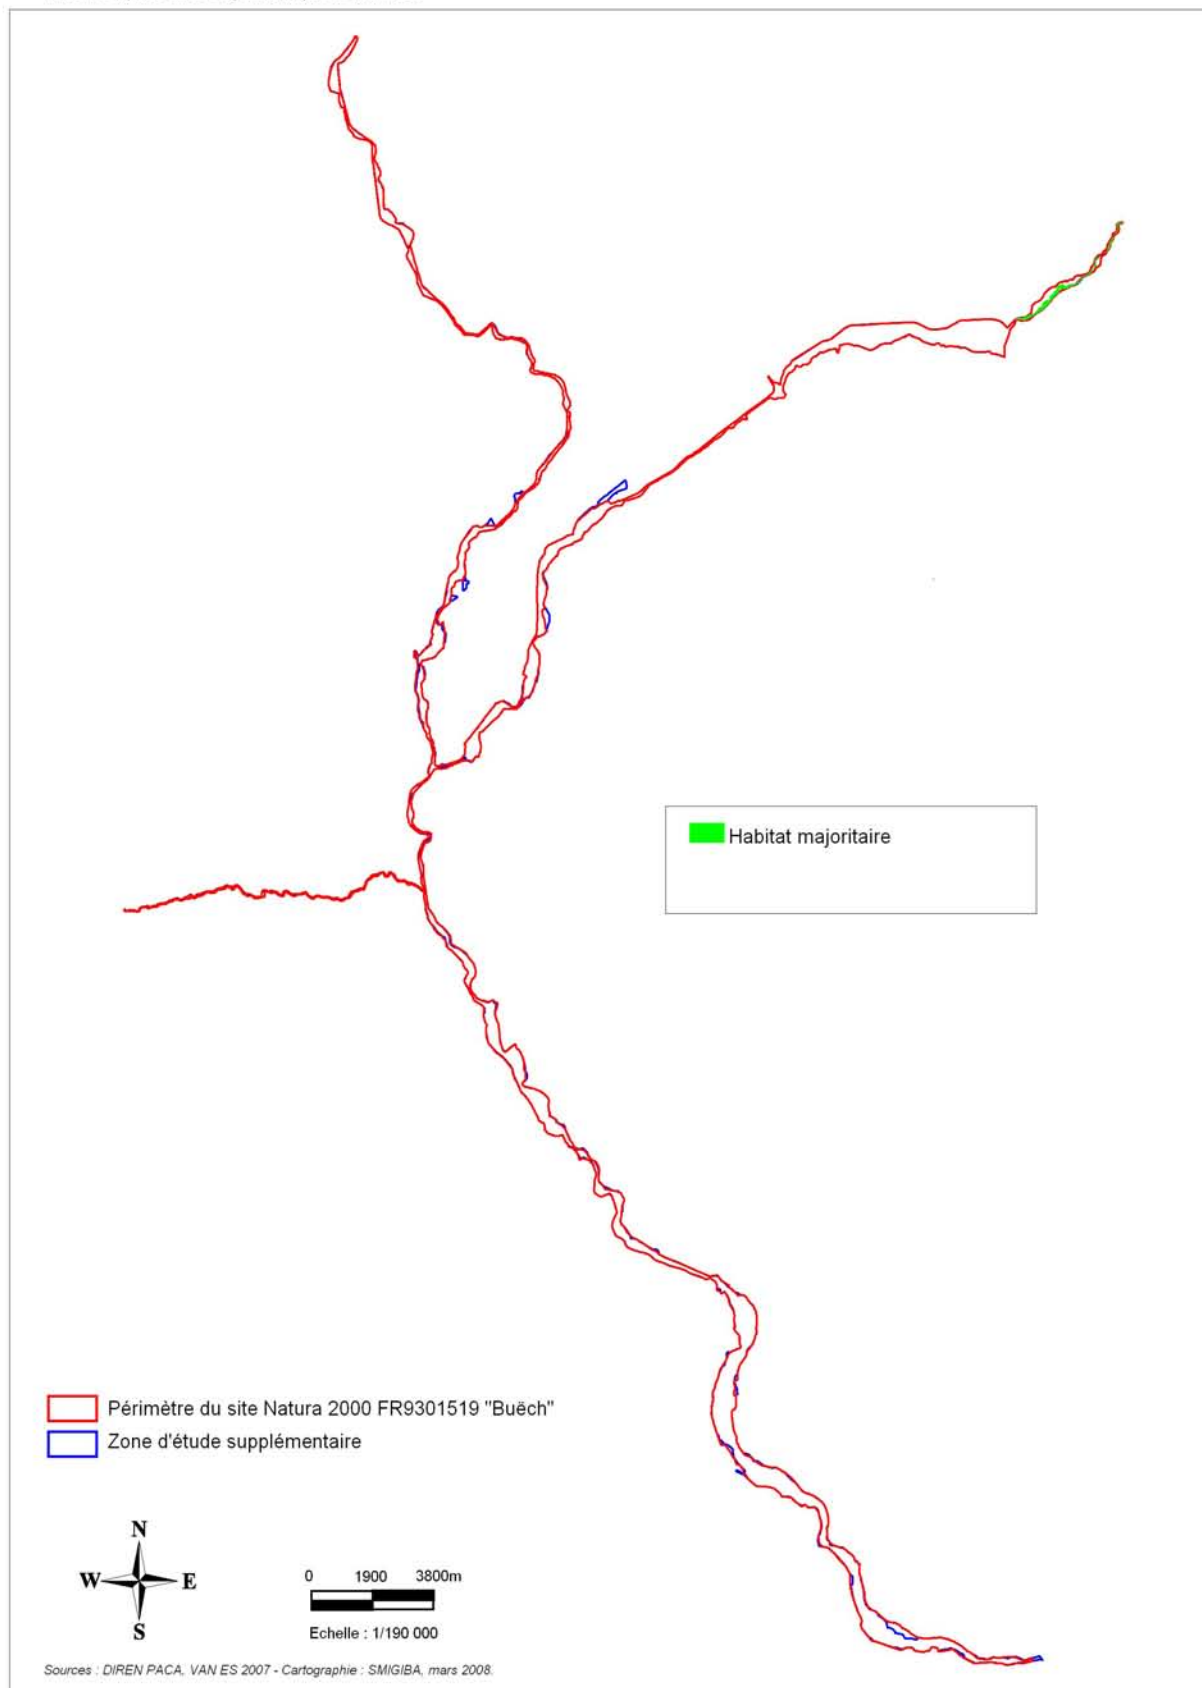 Habitat majoritaire
Périmètre du site Natura 2000 FR9301519 "Buëch"
Zone d'étude supplémentaire
N
W E
S
0 1900 3800m
Echelle : 1/190 000
Sources : DIREN PACA, VAN ES 2007 - Cartographie : SMIGIBA, mars 2008.